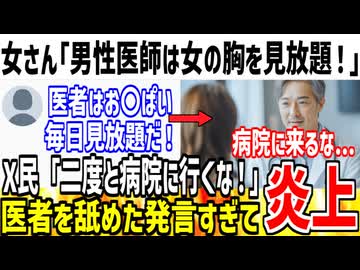 女さん「男性医師は女の胸を見放題！」
医者はお〇ぱい
毎日見放題だ！
病院に来るな...
X民「二度と病院に行くな！」
医者を舐めた発言すぎて炎上